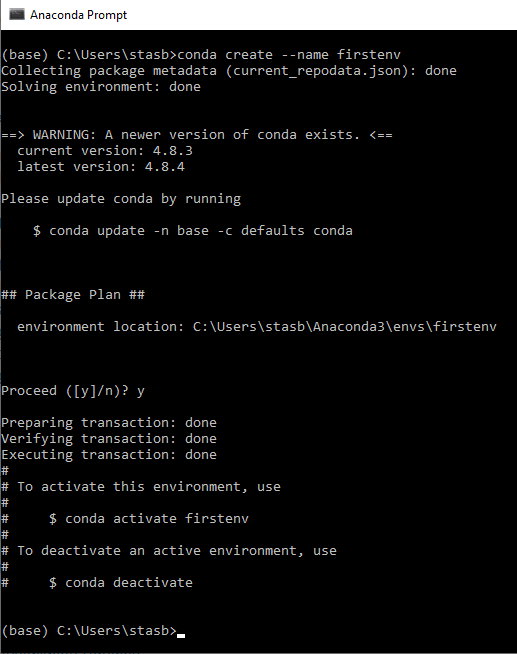 Anaconda Prompt
(base) C:\Users\stasb>conda create --name firstenv
Collecting package metadata (current_repodata.json): done
Solving environment: done
==> WARNING: A newer version of conda exists. <==
  current version: 4.8.3
  latest version: 4.8.4
Please update conda by running
    $ conda update -n base -c defaults conda
## Package Plan ##
  environment location: C:\Users\stasb\Anaconda3\envs\firstenv
Proceed ([y]/n)? y
Preparing transaction: done
Verifying transaction: done
Executing transaction: done
#
# To activate this environment, use
#
#     $ conda activate firstenv
#
# To deactivate an active environment, use
#
#     $ conda deactivate
(base) C:\Users\stasb>